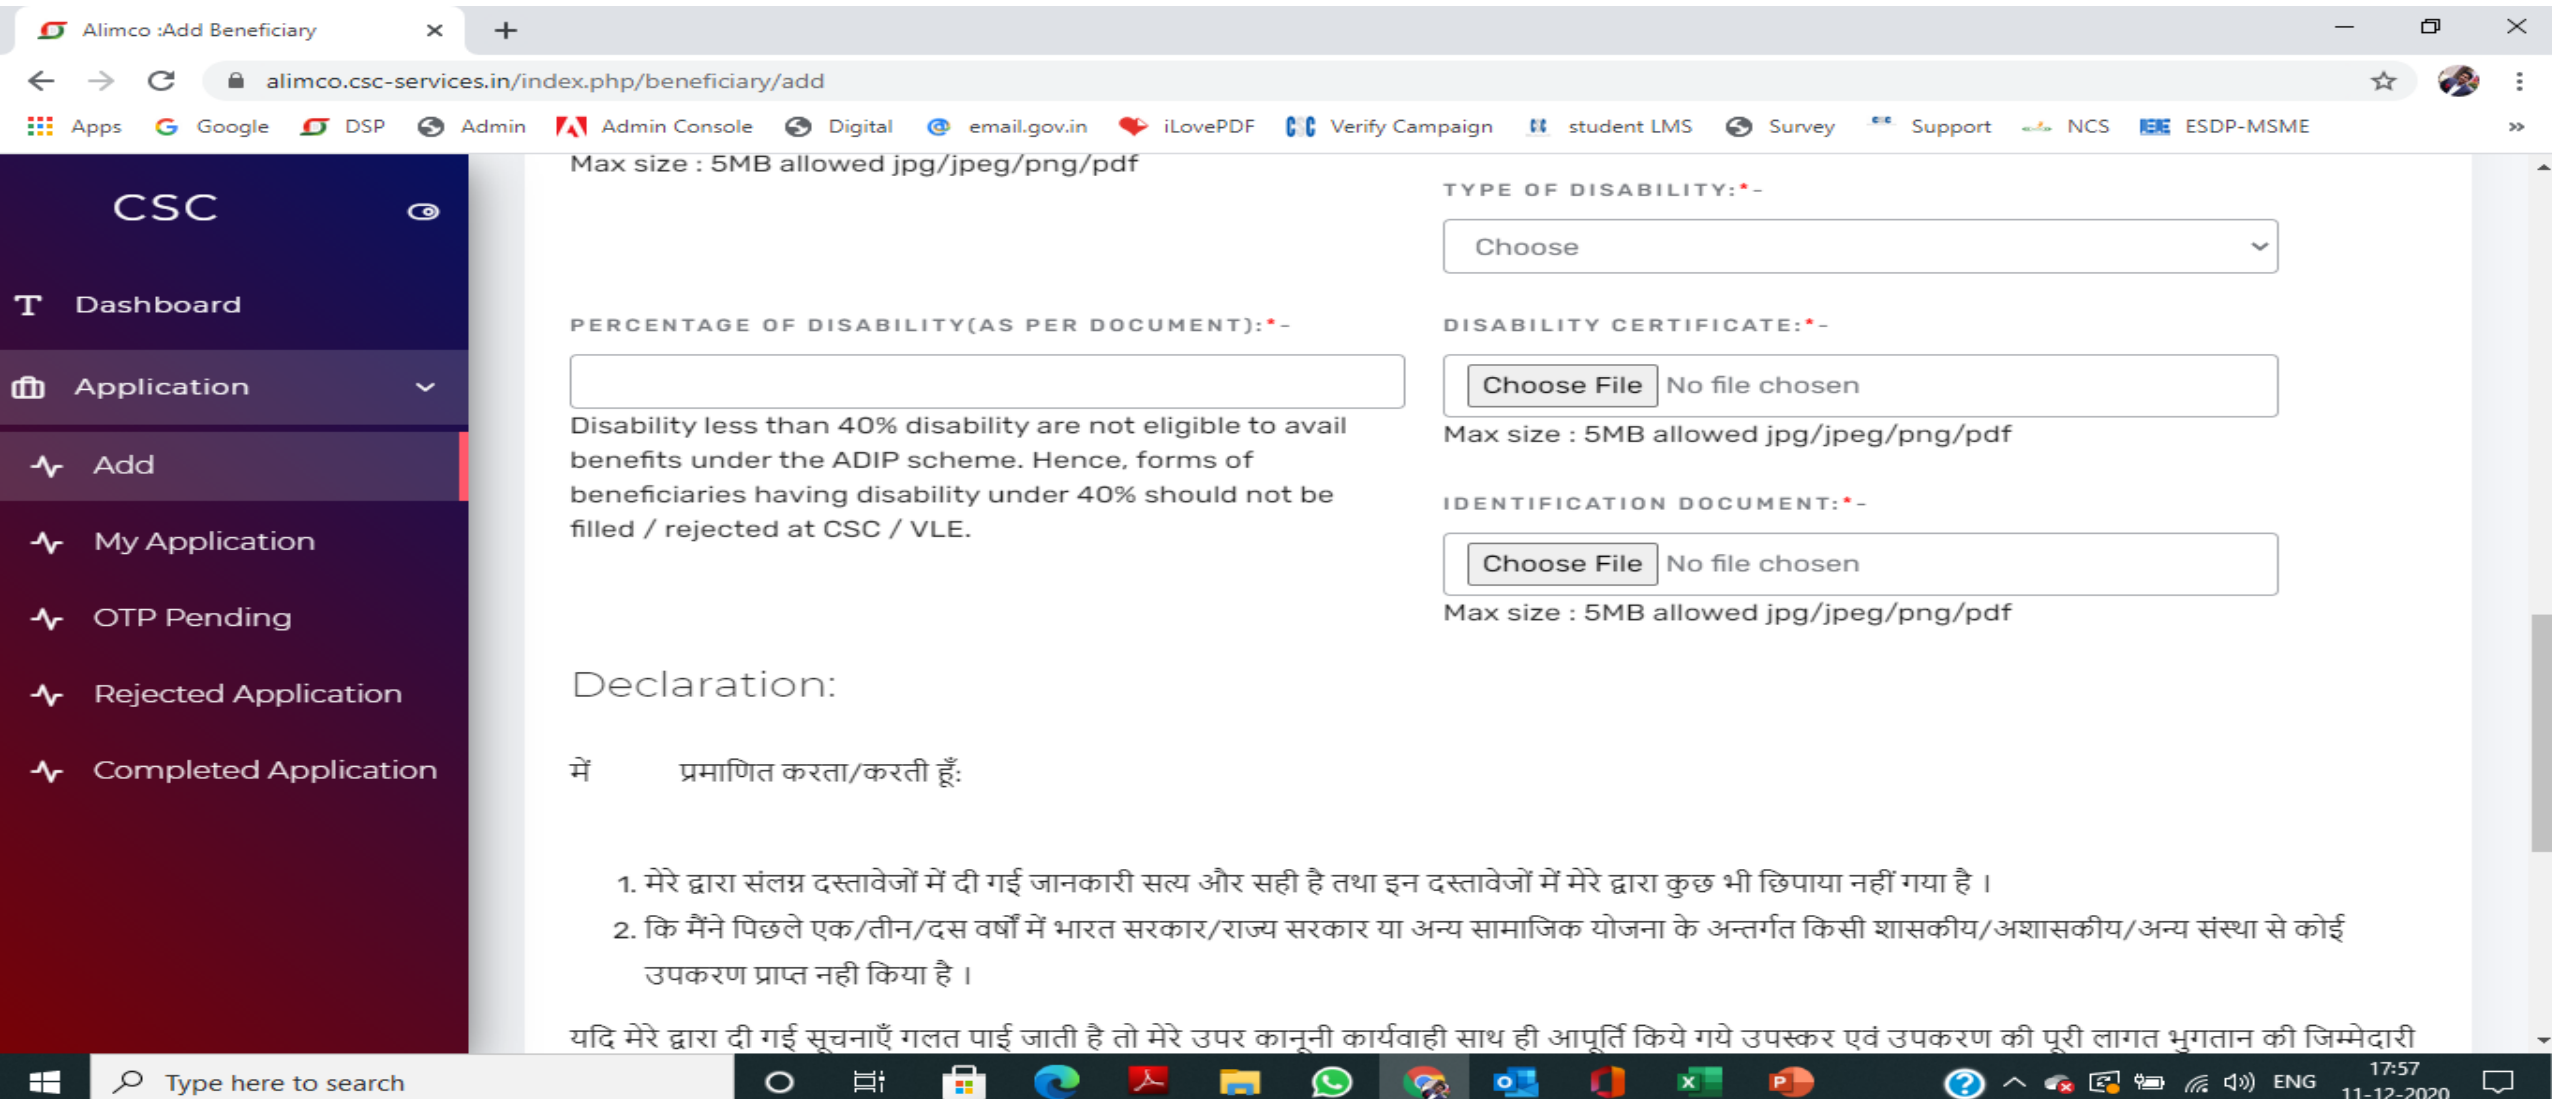 Alimco :Add Beneficiary
alimco.csc-services.in/index.php/beneficiary/add
Apps Google DSP Admin Admin Console Digital email.gov.in iLovePDF Verify Campaign student LMS Survey Support NCS ESDP-MSME »
CSC
Dashboard
Application
Add
My Application
OTP Pending
Rejected Application
Completed Application
Max size : 5MB allowed jpg/jpeg/png/pdf
TYPE OF DISABILITY:*-
Choose
PERCENTAGE OF DISABILITY(AS PER DOCUMENT):*-
Disability less than 40% disability are not eligible to avail
benefits under the ADIP scheme. Hence, forms of
beneficiaries having disability under 40% should not be
filled / rejected at CSC / VLE.
DISABILITY CERTIFICATE:*-
Choose File No file chosen
Max size : 5MB allowed jpg/jpeg/png/pdf
IDENTIFICATION DOCUMENT:*-
Choose File No file chosen
Max size : 5MB allowed jpg/jpeg/png/pdf
Declaration:
में प्रमाणित करता/करती हूँ:
1. मेरे द्वारा संलग्न दस्तावेजों में दी गई जानकारी सत्य और सही है तथा इन दस्तावेजों में मेरे द्वारा कुछ भी छिपाया नहीं गया है ।
2. कि मैंने पिछले एक/तीन/दस वर्षों में भारत सरकार/राज्य सरकार या अन्य सामाजिक योजना के अन्तर्गत किसी शासकीय/अशासकीय/अन्य संस्था से कोई
उपकरण प्राप्त नही किया है ।
यदि मेरे द्वारा दी गई सूचनाएँ गलत पाई जाती है तो मेरे उपर कानूनी कार्यवाही साथ ही आपूर्ति किये गये उपस्कर एवं उपकरण की पूरी लागत भुगतान की जिम्मेदारी
Type here to search
ENG
17:57
11-12-2020